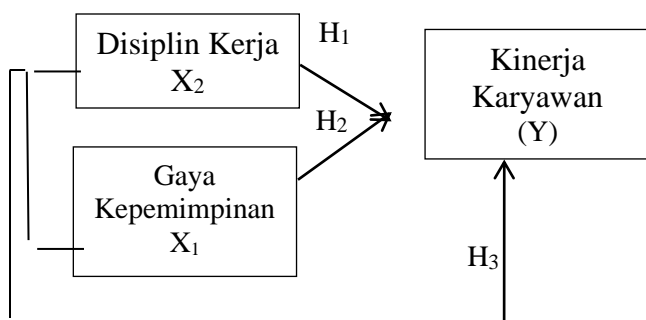 Disiplin Kerja
X₂
H₁
Kinerja
Karyawan
(Y)
H₂
Gaya
Kepemimpinan
X₁
H₃